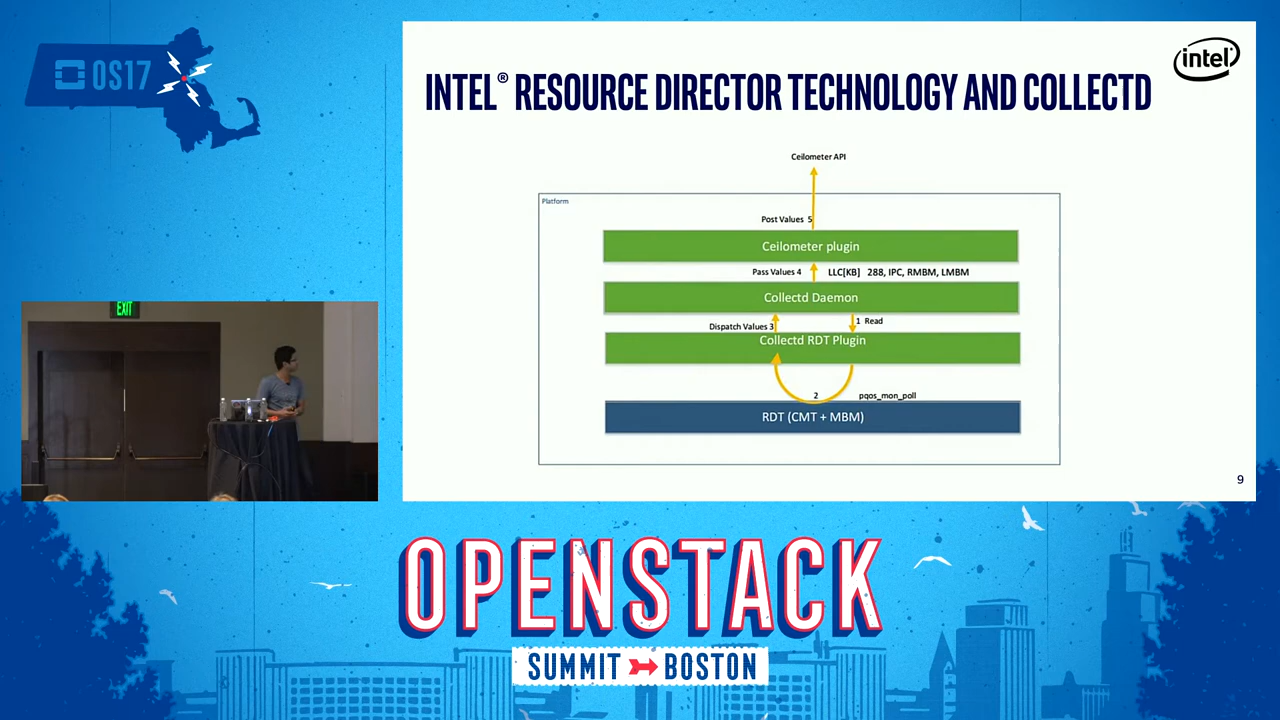 OS17
EXIT
intel
INTEL® RESOURCE DIRECTOR TECHNOLOGY AND COLLECTD
Ceilometer API
Platform
Post Values 5
Ceilometer plugin
Pass Values 4
LLC[KB] 288, IPC, RMBM, LMBM
Collectd Daemon
Dispatch Values 3
1 Read
Collectd RDT Plugin
2
pqos_mon_poll
RDT (CMT + MBM)
9
OPENSTACK
SUMMIT BOSTON